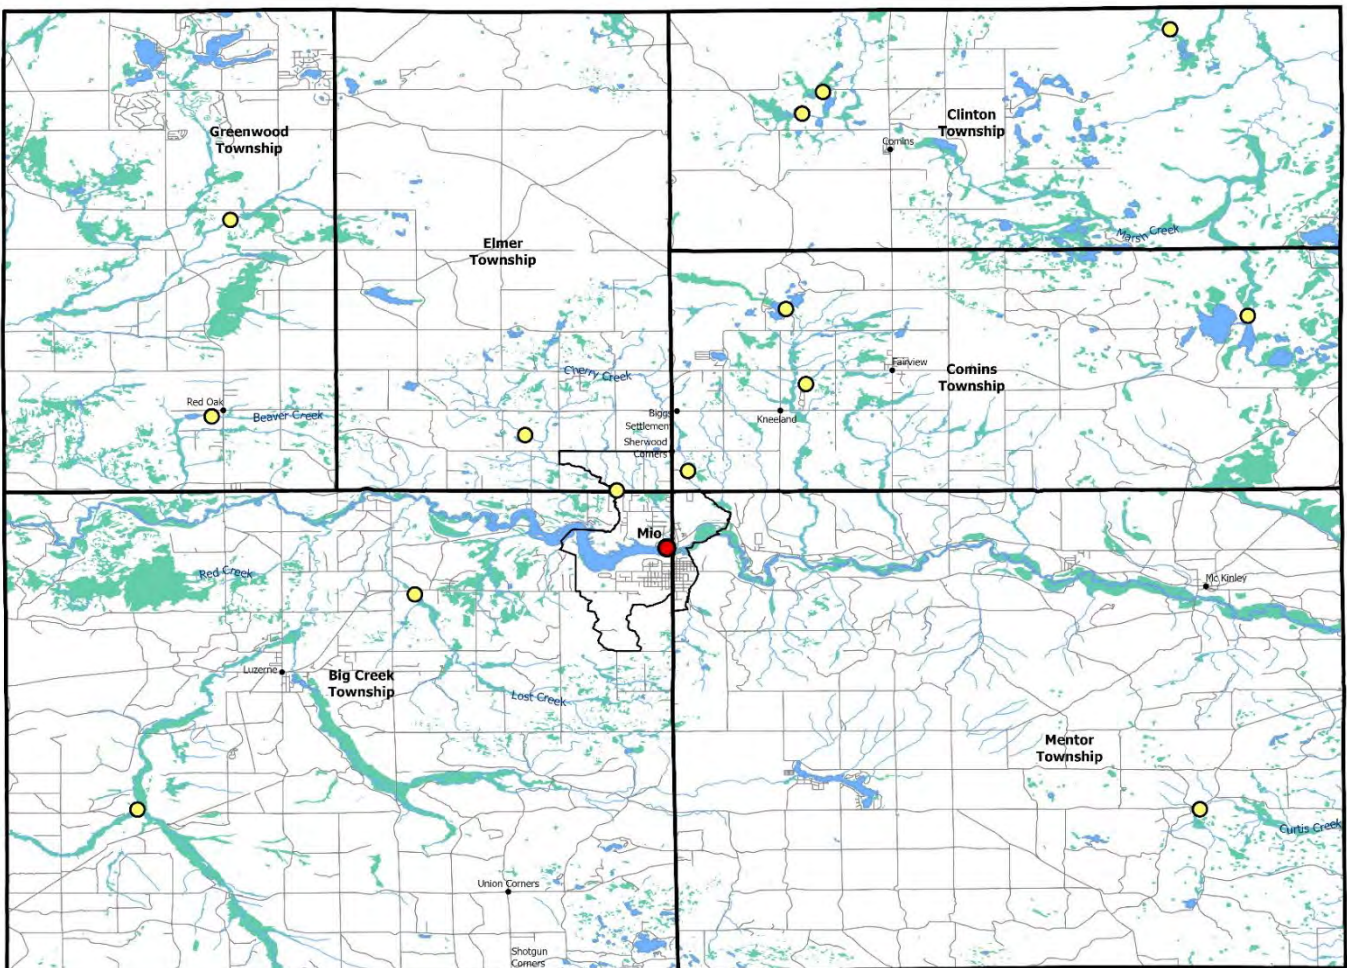 Greenwood
Township
Clinton
Township
Comins
Marsh Creek
Elmer
Township
Cherry Creek
Fairview
Comins
Township
Red Oak
Beaver Creek
Biggs
Settlement
Kneeland
Sherwood
Corners
Mio
Red Creek
Mc Kinley
Luzerne
Big Creek
Township
Lost Creek
Mentor
Township
Curtis Creek
Union Corners
Shotgun
Corners